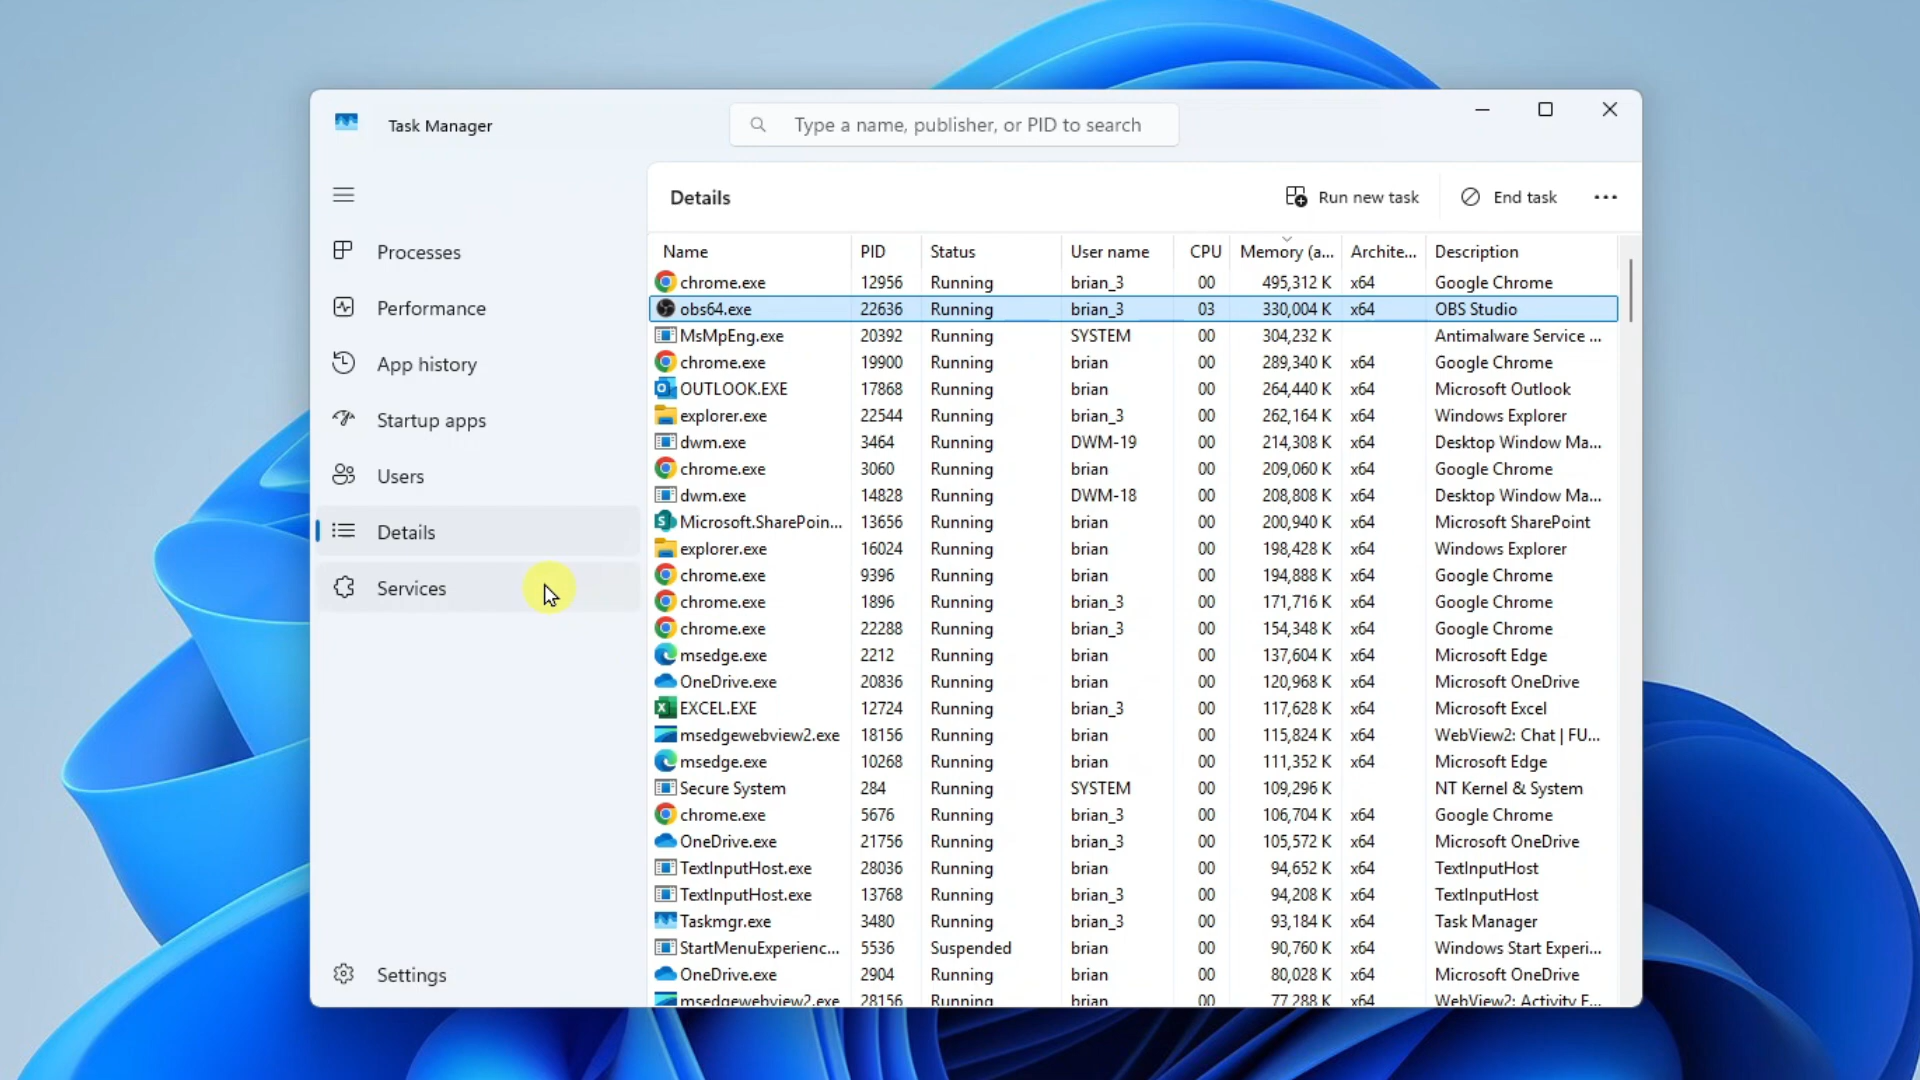 Task Manager
Type a name, publisher, or PID to search
Processes
Performance
App history
Startup apps
Users
Details
Services
Settings
Details Run new task End task
Name PID Status User name CPU Memory (a... Archite... Description
chrome.exe 12956 Running brian_3 00 495,312 K x64 Google Chrome
obs64.exe 22636 Running brian_3 03 330,004 K x64 OBS Studio
MsMpEng.exe 20392 Running SYSTEM 00 304,232 K Antimalware Service ...
chrome.exe 19900 Running brian 00 289,340 K x64 Google Chrome
OUTLOOK.EXE 17868 Running brian 00 264,440 K x64 Microsoft Outlook
explorer.exe 22544 Running brian_3 00 262,164 K x64 Windows Explorer
dwm.exe 3464 Running DWM-19 00 214,308 K x64 Desktop Window Ma...
chrome.exe 3060 Running brian 00 209,060 K x64 Google Chrome
dwm.exe 14828 Running DWM-18 00 208,808 K x64 Desktop Window Ma...
Microsoft.SharePoin... 13656 Running brian 00 200,940 K x64 Microsoft SharePoint
explorer.exe 16024 Running brian 00 198,428 K x64 Windows Explorer
chrome.exe 9396 Running brian 00 194,888 K x64 Google Chrome
chrome.exe 1896 Running brian_3 00 171,716 K x64 Google Chrome
chrome.exe 22288 Running brian_3 00 154,348 K x64 Google Chrome
msedge.exe 2212 Running brian 00 137,604 K x64 Microsoft Edge
OneDrive.exe 20836 Running brian 00 120,968 K x64 Microsoft OneDrive
EXCEL.EXE 12724 Running brian_3 00 117,628 K x64 Microsoft Excel
msedgewebview2.exe 18156 Running brian 00 115,824 K x64 WebView2: Chat | FU...
msedge.exe 10268 Running brian 00 111,352 K x64 Microsoft Edge
Secure System 284 Running SYSTEM 00 109,296 K NT Kernel & System
chrome.exe 5676 Running brian_3 00 106,704 K x64 Google Chrome
OneDrive.exe 21756 Running brian_3 00 105,572 K x64 Microsoft OneDrive
TextInputHost.exe 28036 Running brian 00 94,652 K x64 TextInputHost
TextInputHost.exe 13768 Running brian_3 00 94,208 K x64 TextInputHost
Taskmgr.exe 3480 Running brian_3 00 93,184 K x64 Task Manager
StartMenuExperienc... 5536 Suspended brian 00 90,760 K x64 Windows Start Experi...
OneDrive.exe 2904 Running brian 00 80,028 K x64 Microsoft OneDrive
msedgewebview2.exe 28156 Running brian 00 77,288 K x64 WebView2: Activity F...